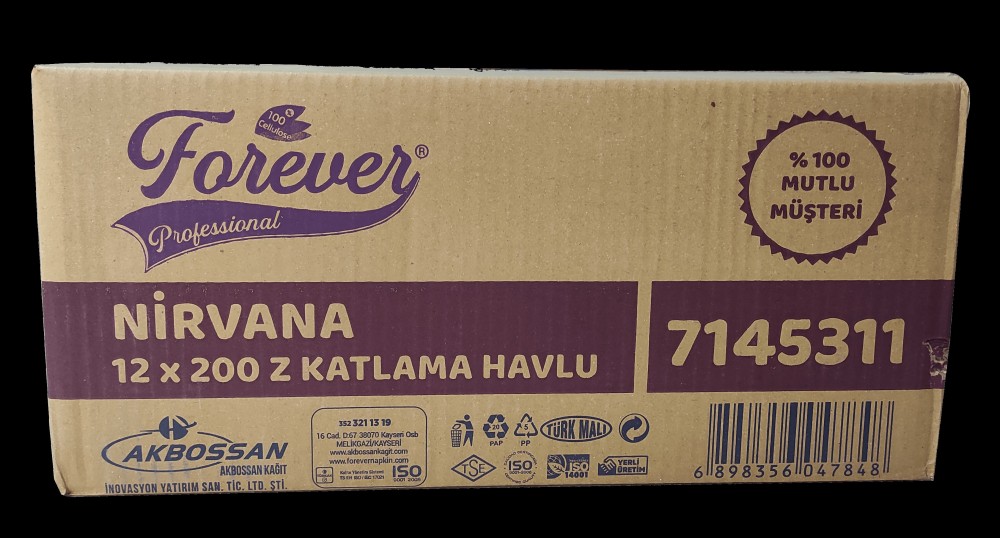 100 %
Cellulose
Forever®
Professional
% 100
MUTLU
MÜŞTERİ
NİRVANA
12 x 200 Z KATLAMA HAVLU
7145311
AKBOSSAN
AKBOSSAN KAĞIT
İNOVASYON YATIRIM SAN. TİC. LTD. ŞTİ.
352 321 13 19
16 Cad. D:67 38070 Kayseri Osb
MELİKGAZİ/KAYSERİ
www.akbossankagit.com
www.forevernapkin.com
ISO
20
PAP
5
PP
TÜRK MALI
TSE
ISO
ISO
14001
YERLİ
ÜRETİM
6 898356 047848